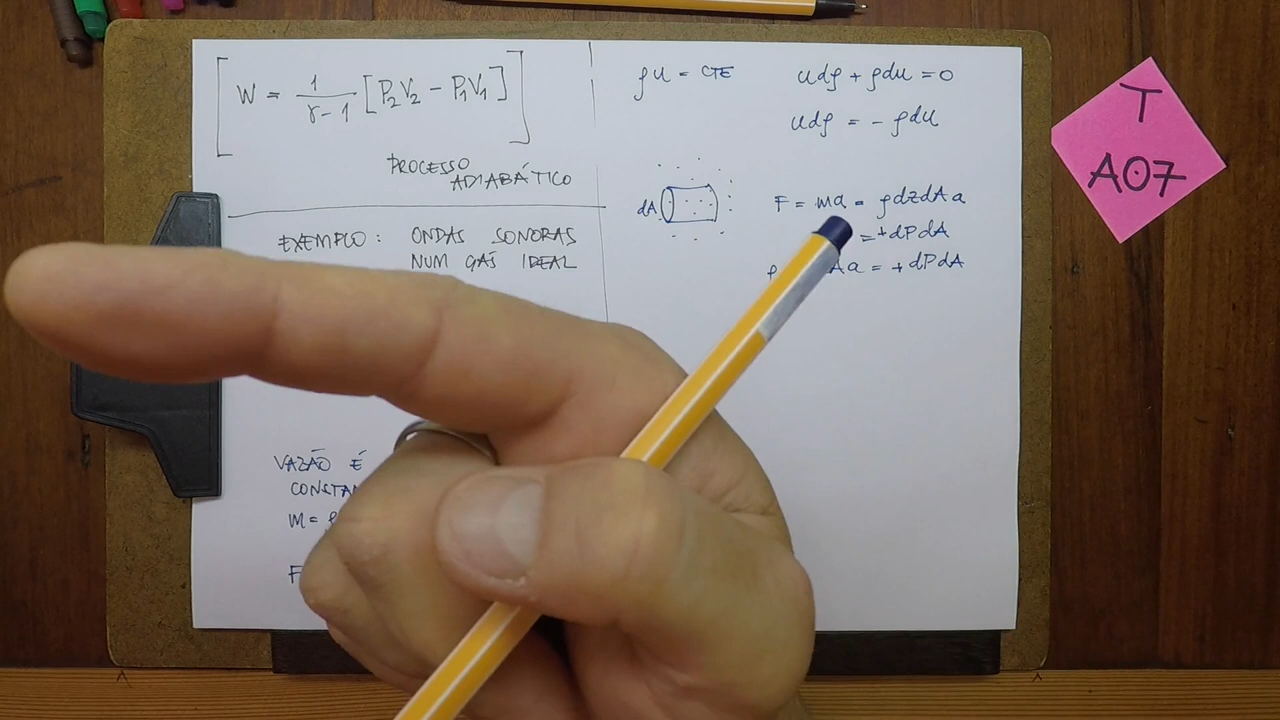 W = 1/(γ-1) [P₂V₂ - P₁V₁]
PROCESSO
ADIABÁTICO
EXEMPLO: ONDAS SONORAS
NUM GÁS IDEAL
VAZÃO É
m =
F
ρu = CTE
udρ + ρdu = 0
udρ = - ρdu
dA
F = ma = ρdzdA a
= +dPdA
a = +dPdA
T
A07